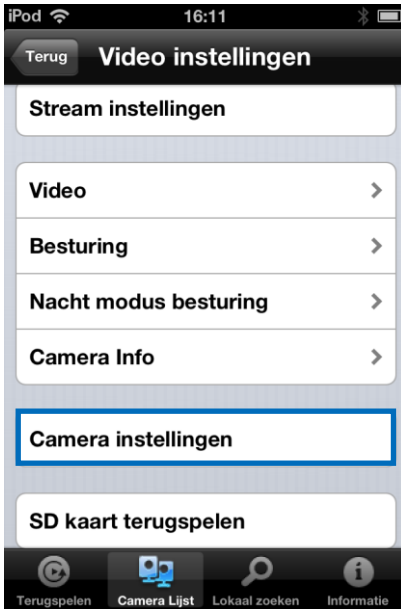 iPod 16:11
Terug Video instellingen
Stream instellingen
Video
Besturing
Nacht modus besturing
Camera Info
Camera instellingen
SD kaart terugspelen
Terugspelen Camera Lijst Lokaal zoeken Informatie